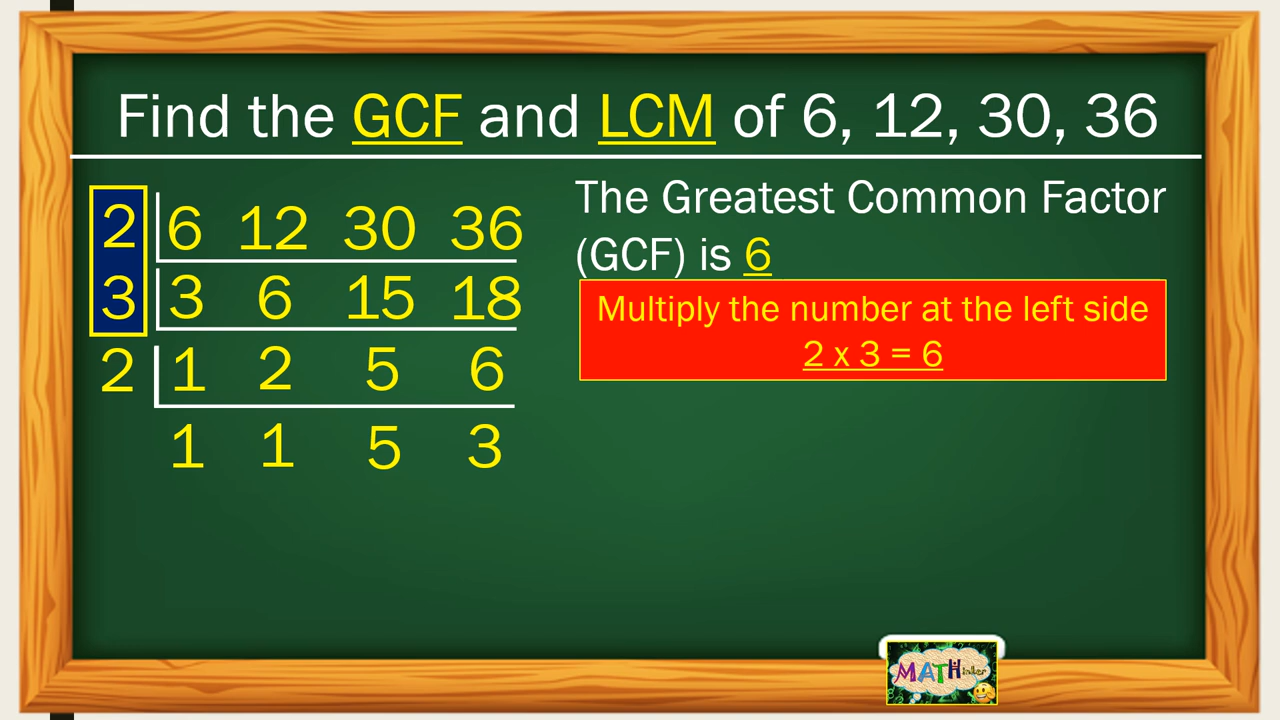 Find the GCF and LCM of 6, 12, 30, 36
2 6 12 30 36
3 3 6 15 18
2 1 2 5 6
1 1 5 3
The Greatest Common Factor
(GCF) is 6
Multiply the number at the left side
2 x 3 = 6
MATHinker